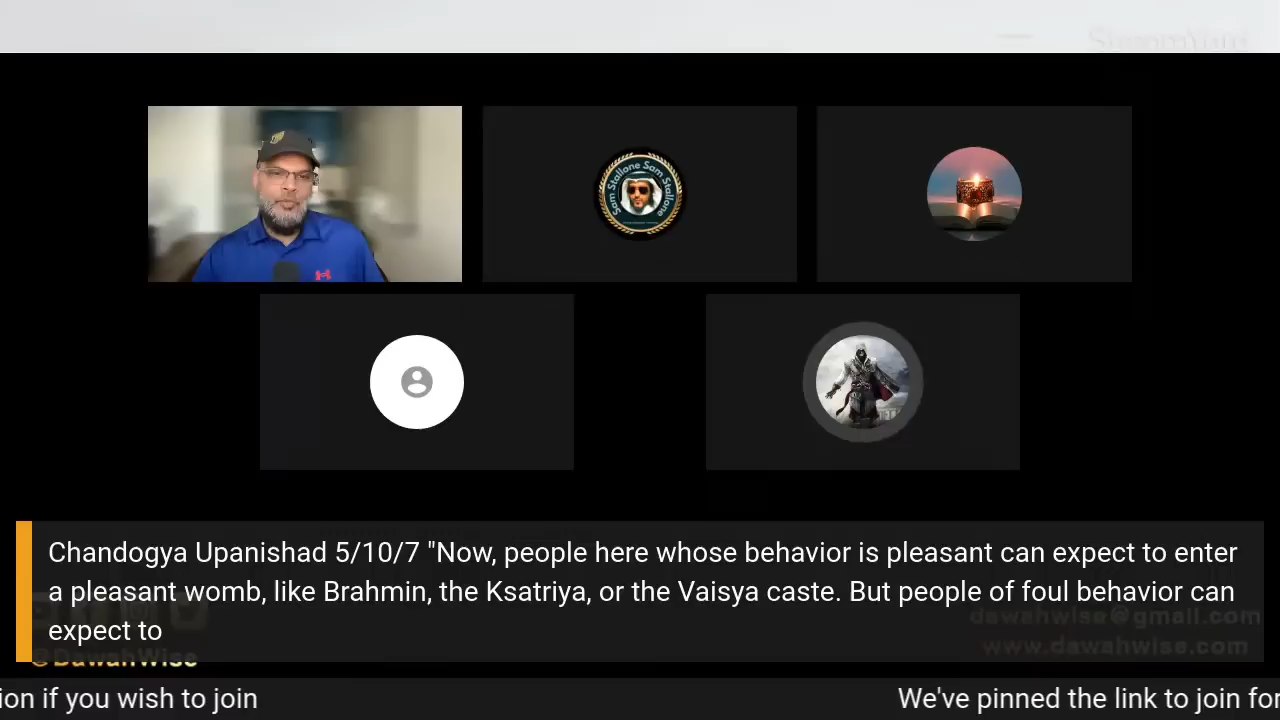 StreamYard
Sam Stallone Sam Stallone
Chandogya Upanishad 5/10/7 "Now, people here whose behavior is pleasant can expect to enter
a pleasant womb, like Brahmin, the Ksatriya, or the Vaisya caste. But people of foul behavior can
expect to
dawahwise@gmail.com
www.dawahwise.com
@DawahWise
ion if you wish to join
We've pinned the link to join for